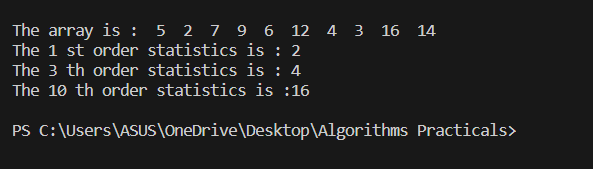 The array is :  5  2  7  9  6  12  4  3  16  14
The 1 st order statistics is : 2
The 3 th order statistics is : 4
The 10 th order statistics is :16
PS C:\Users\ASUS\OneDrive\Desktop\Algorithms Practicals>